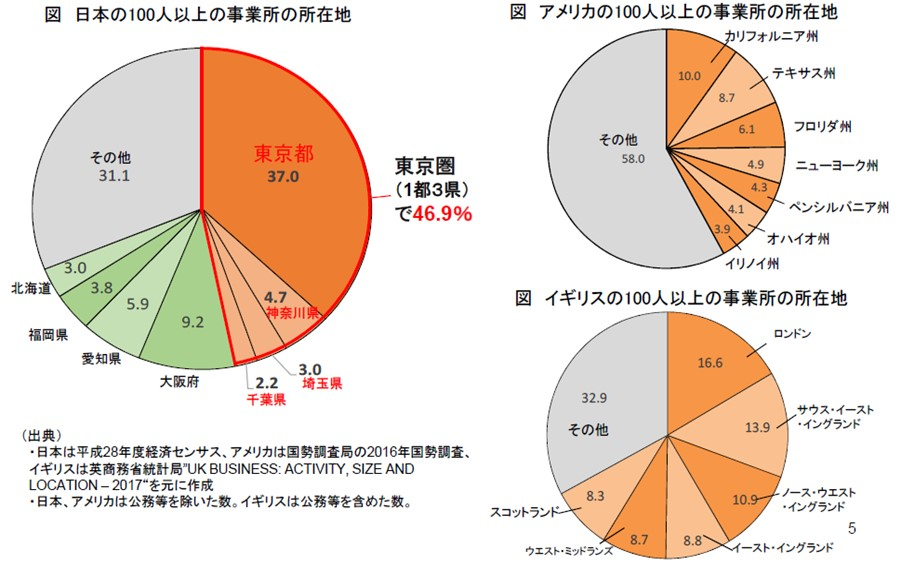 図　日本の100人以上の事業所の所在地
その他
31.1
東京都
37.0
東京圏
（1都3県）
で46.9%
4.7
神奈川県
3.0
埼玉県
2.2
千葉県
9.2
大阪府
5.9
愛知県
3.8
福岡県
3.0
北海道
（出典）
・日本は平成28年度経済センサス、アメリカは国勢調査局の2016年国勢調査、
イギリスは英商務省統計局”UK BUSINESS: ACTIVITY, SIZE AND
LOCATION – 2017“を元に作成
・日本、アメリカは公務等を除いた数。イギリスは公務等を含めた数。
図　アメリカの100人以上の事業所の所在地
カリフォルニア州
10.0
テキサス州
8.7
フロリダ州
6.1
ニューヨーク州
4.9
ペンシルバニア州
4.3
オハイオ州
4.1
イリノイ州
3.9
その他
58.0
図　イギリスの100人以上の事業所の所在地
ロンドン
16.6
サウス・イースト
・イングランド
13.9
ノース・ウエスト
・イングランド
10.9
イースト・イングランド
8.8
ウエスト・ミッドランズ
8.7
スコットランド
8.3
32.9
その他
5